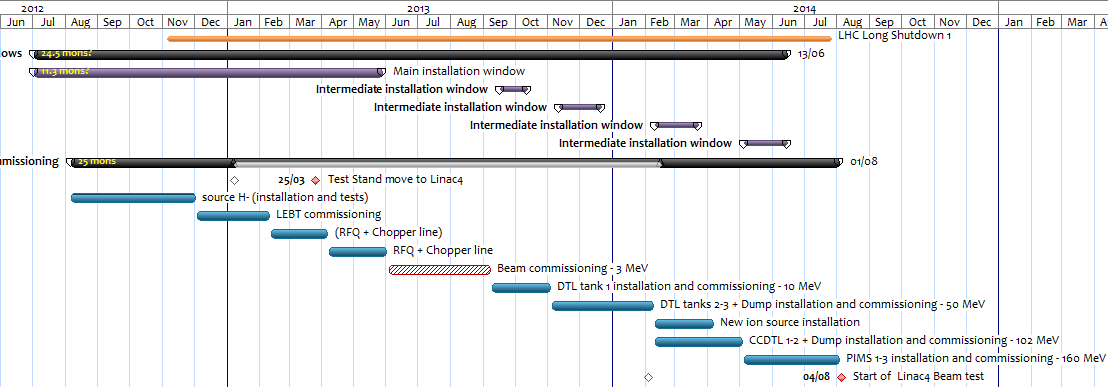 2012 2013 2014
Jun Jul Aug Sep Oct Nov Dec Jan Feb Mar Apr May Jun Jul Aug Sep Oct Nov Dec Jan Feb Mar Apr May Jun Jul Aug Sep Oct Nov Dec Jan Feb Mar A
LHC Long Shutdown 1
ows 24.5 mons? 13/06
11.3 mons? Main installation window
Intermediate installation window
Intermediate installation window
Intermediate installation window
Intermediate installation window
missioning 25 mons 01/08
25/03 Test Stand move to Linac4
source H- (installation and tests)
LEBT commissioning
(RFQ + Chopper line)
RFQ + Chopper line
Beam commissioning - 3 MeV
DTL tank 1 installation and commissioning - 10 MeV
DTL tanks 2-3 + Dump installation and commissioning - 50 MeV
New ion source installation
CCDTL 1-2 + Dump installation and commissioning - 102 MeV
PIMS 1-3 installation and commissioning - 160 MeV
04/08 Start of Linac4 Beam test